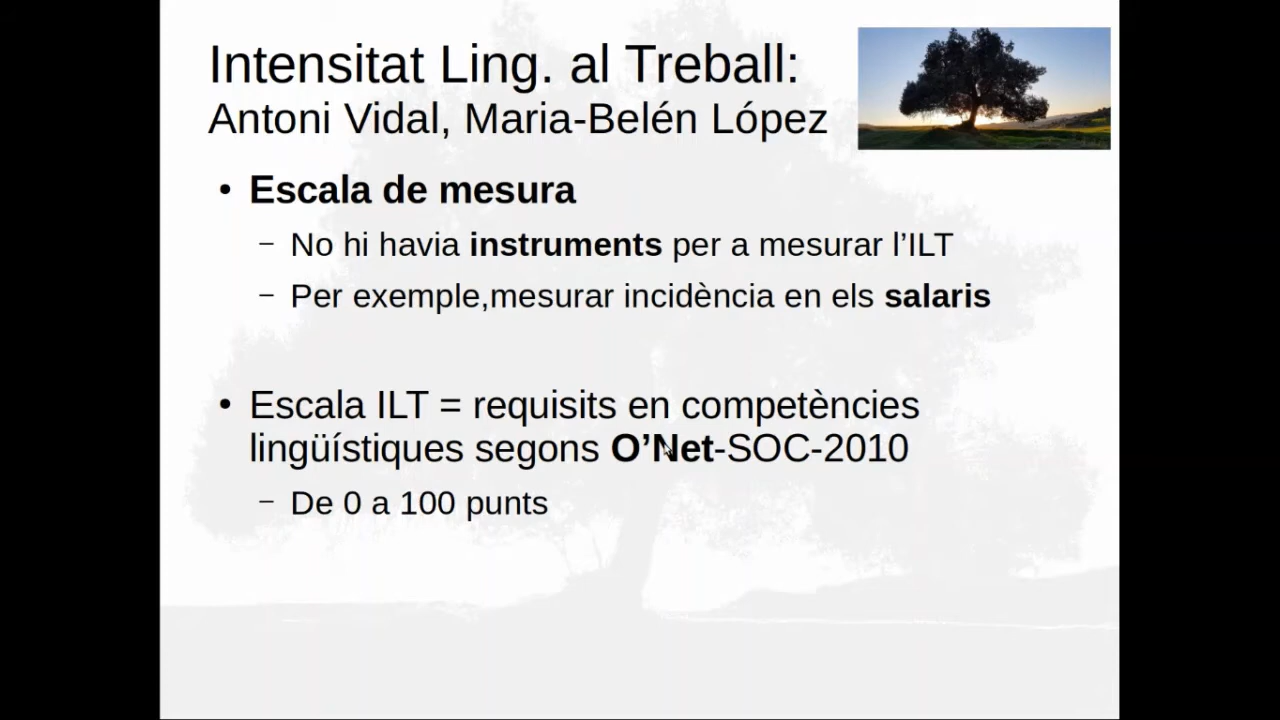 Intensitat Ling. al Treball:
Antoni Vidal, Maria-Belén López
• Escala de mesura
– No hi havia instruments per a mesurar l’ILT
– Per exemple,mesurar incidència en els salaris
• Escala ILT = requisits en competències
lingüístiques segons O’Net-SOC-2010
– De 0 a 100 punts